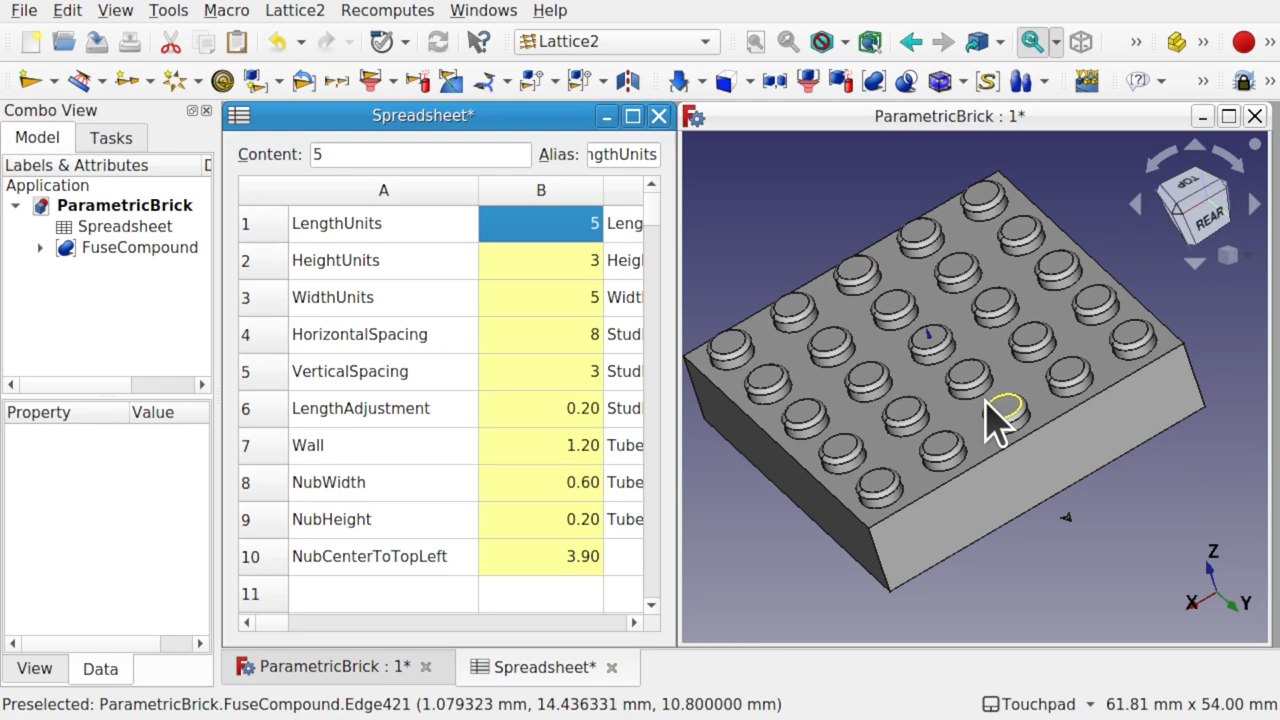 File Edit View Tools Macro Lattice2 Recomputes Windows Help
Lattice2
Combo View
Model Tasks
Labels & Attributes D
Application
ParametricBrick
Spreadsheet
FuseCompound
Property Value
View Data
Spreadsheet*
Content: 5 Alias: ngthUnits
A B
1 LengthUnits 5 Leng
2 HeightUnits 3 Heig
3 WidthUnits 5 Widt
4 HorizontalSpacing 8 Stud
5 VerticalSpacing 3 Stud
6 LengthAdjustment 0.20 Stud
7 Wall 1.20 Tube
8 NubWidth 0.60 Tube
9 NubHeight 0.20 Tube
10 NubCenterToTopLeft 3.90
11
ParametricBrick : 1*
TOP
REAR
Z
X Y
ParametricBrick : 1* Spreadsheet*
Preselected: ParametricBrick.FuseCompound.Edge421 (1.079323 mm, 14.436331 mm, 10.800000 mm) Touchpad 61.81 mm x 54.00 mm